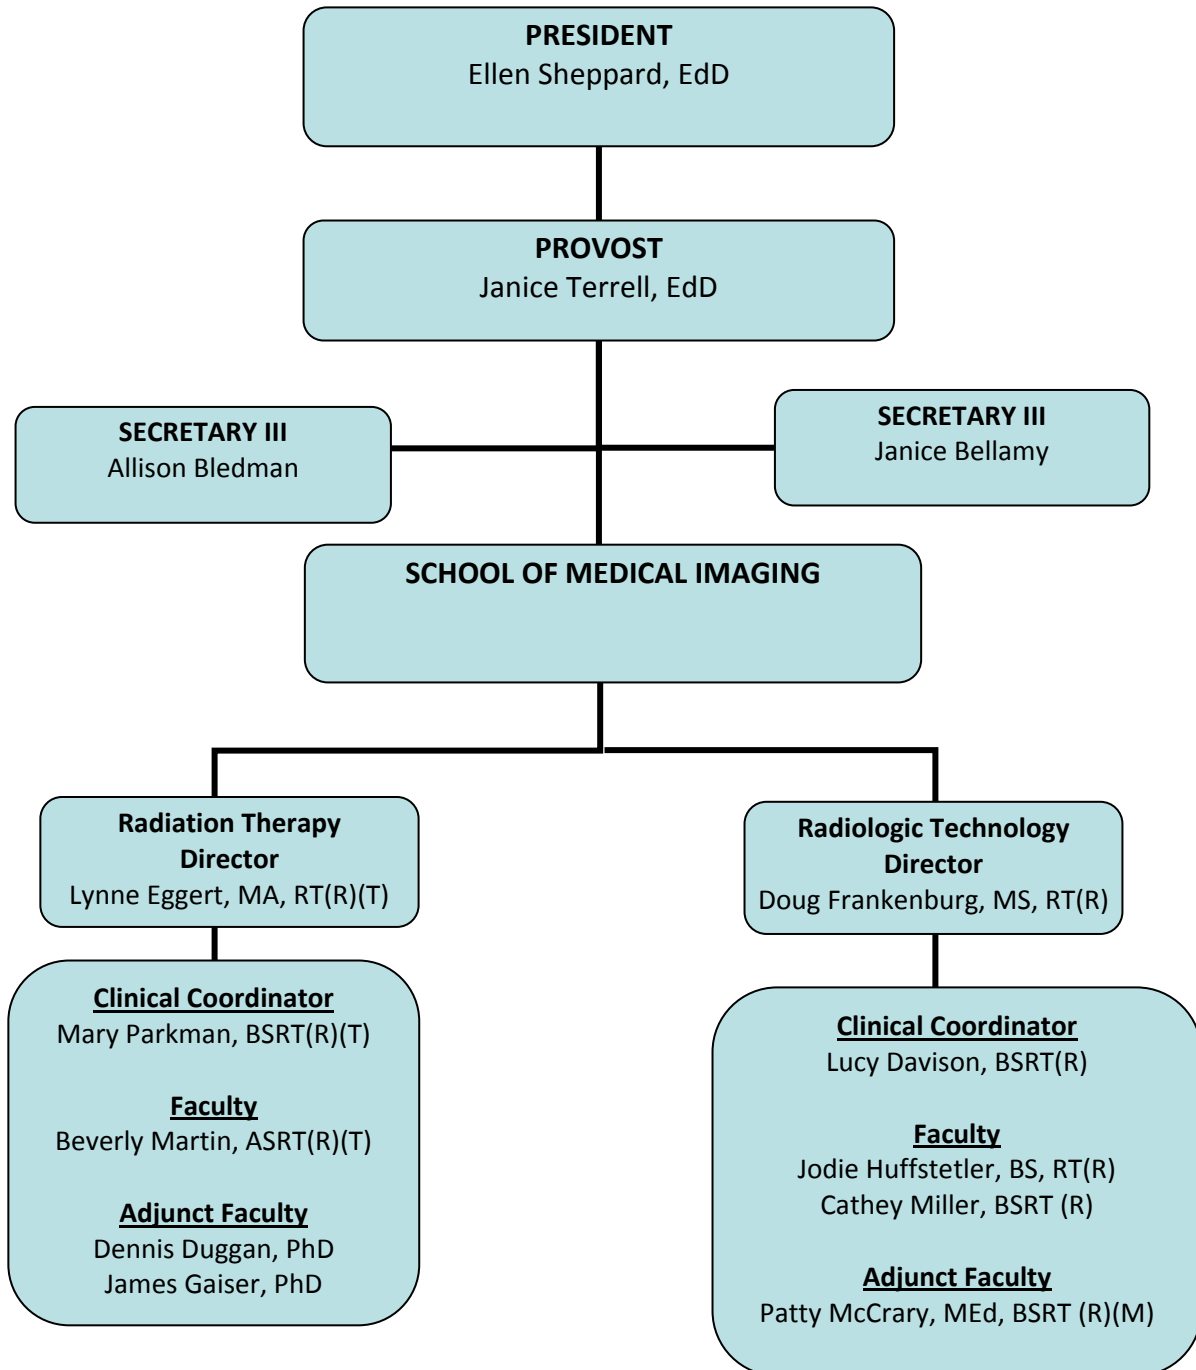 PRESIDENT
Ellen Sheppard, EdD
PROVOST
Janice Terrell, EdD
SECRETARY III
Allison Bledman
SECRETARY III
Janice Bellamy
SCHOOL OF MEDICAL IMAGING
Radiation Therapy
Director
Lynne Eggert, MA, RT(R)(T)
Clinical Coordinator
Mary Parkman, BSRT(R)(T)
Faculty
Beverly Martin, ASRT(R)(T)
Adjunct Faculty
Dennis Duggan, PhD
James Gaiser, PhD
Radiologic Technology
Director
Doug Frankenburg, MS, RT(R)
Clinical Coordinator
Lucy Davison, BSRT(R)
Faculty
Jodie Huffstetler, BS, RT(R)
Cathey Miller, BSRT (R)
Adjunct Faculty
Patty McCrary, MEd, BSRT (R)(M)